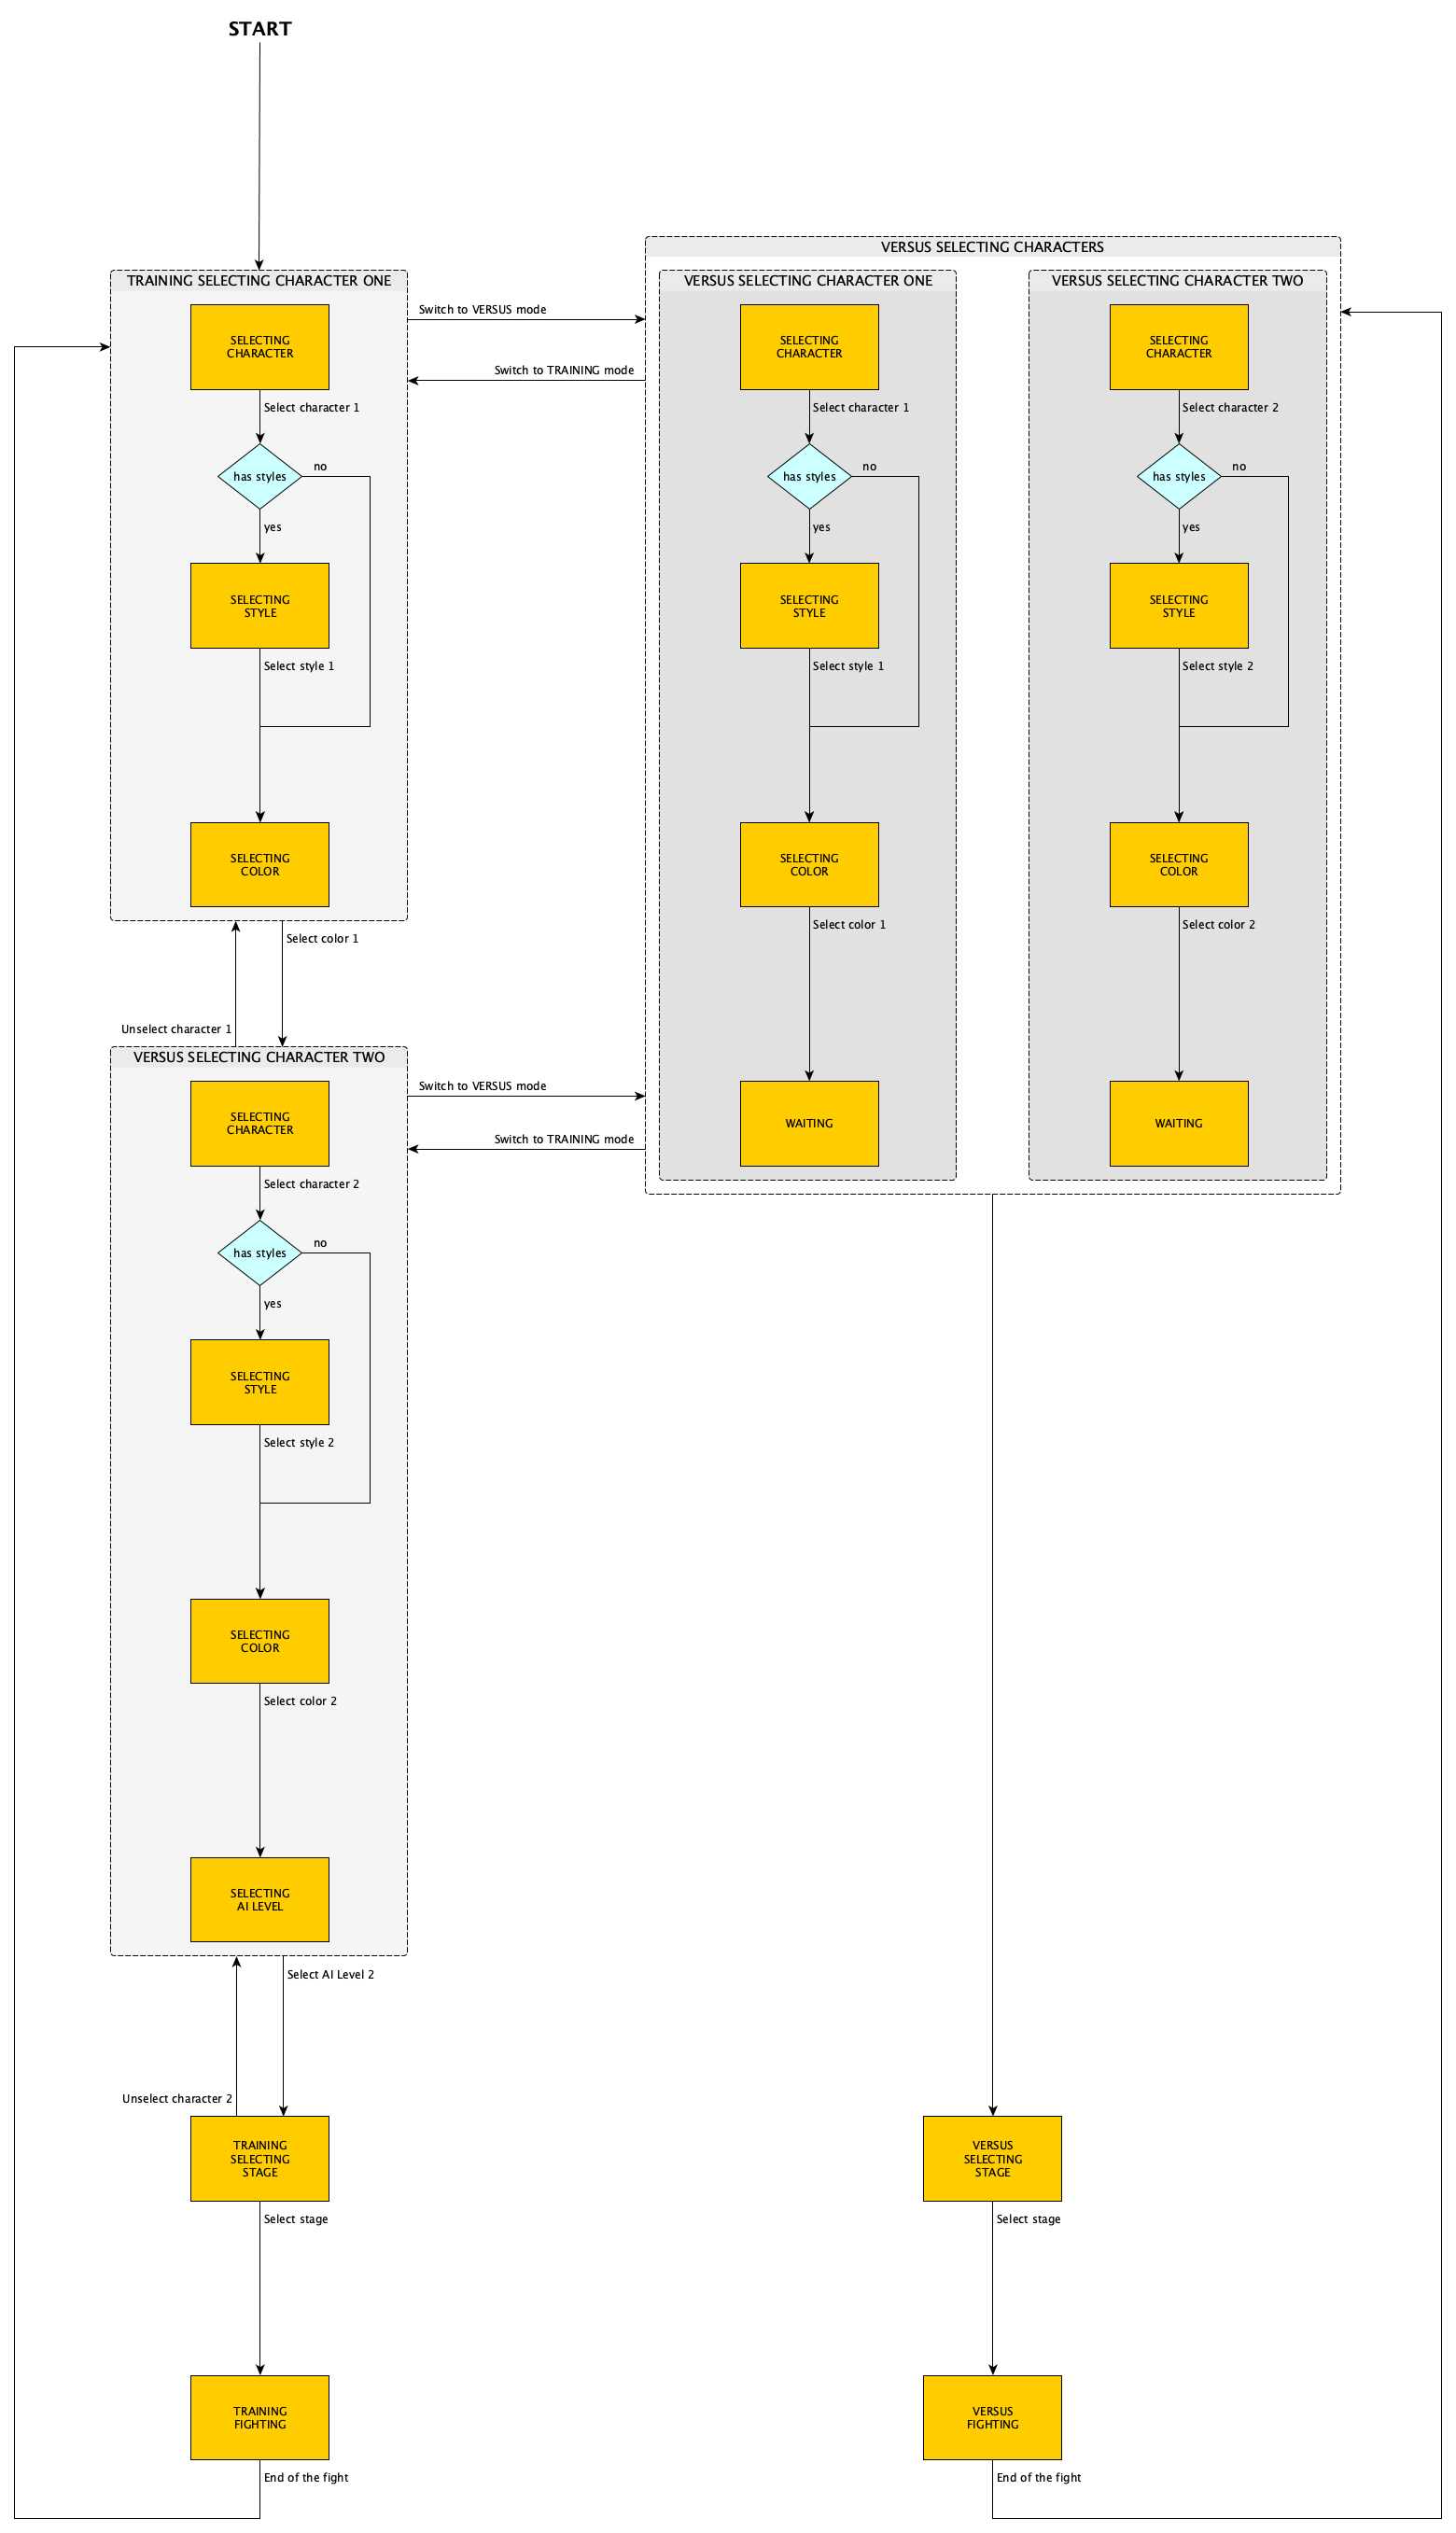 START
TRAINING SELECTING CHARACTER ONE
SELECTING
CHARACTER
Select character 1
has styles
no
yes
SELECTING
STYLE
Select style 1
SELECTING
COLOR
Select color 1
Unselect character 1
Switch to VERSUS mode
Switch to TRAINING mode
VERSUS SELECTING CHARACTERS
VERSUS SELECTING CHARACTER ONE
SELECTING
CHARACTER
Select character 1
has styles
no
yes
SELECTING
STYLE
Select style 1
SELECTING
COLOR
Select color 1
WAITING
VERSUS SELECTING CHARACTER TWO
SELECTING
CHARACTER
Select character 2
has styles
no
yes
SELECTING
STYLE
Select style 2
SELECTING
COLOR
Select color 2
WAITING
VERSUS SELECTING CHARACTER TWO
Switch to VERSUS mode
Switch to TRAINING mode
SELECTING
CHARACTER
Select character 2
has styles
no
yes
SELECTING
STYLE
Select style 2
SELECTING
COLOR
Select color 2
SELECTING
AI LEVEL
Select AI Level 2
Unselect character 2
TRAINING
SELECTING
STAGE
Select stage
TRAINING
FIGHTING
End of the fight
VERSUS
SELECTING
STAGE
Select stage
VERSUS
FIGHTING
End of the fight